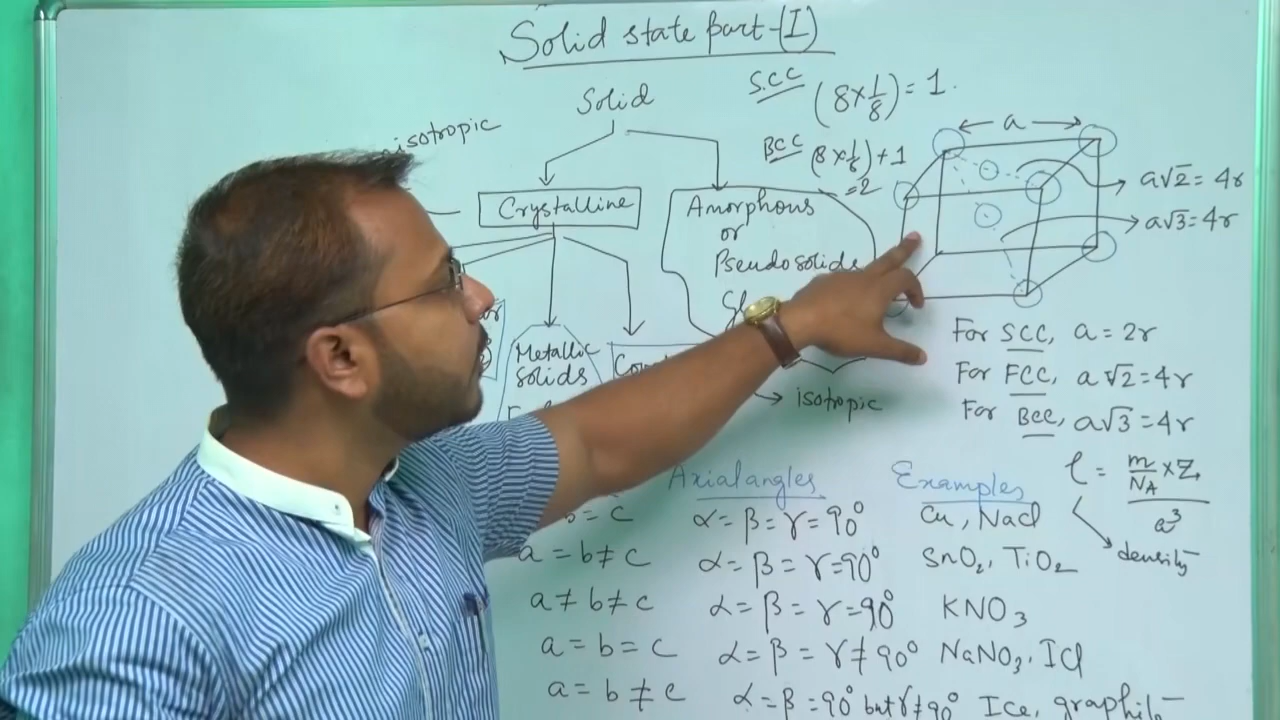 Solid state part-(I)
Solid
isotropic
Crystalline
Amorphous
or
Pseudosolids
Metallic
solids
isotropic
S.CC (8×1/8) = 1.
BCC (8×1/8)+1
=2
a
a√2 = 4r
a√3 = 4r
For SCC, a = 2r
For FCC, a√2 = 4r
For BCC, a√3 = 4r
ρ = m/NA × Z / a³
density
Axial angles Examples
b = c α = β = γ = 90° Cu, NaCl
a = b ≠ c α = β = γ = 90° SnO₂, TiO₂
a ≠ b ≠ c α = β = γ = 90° KNO₃
a = b = c α = β = γ ≠ 90° NaNO₃, ICl
a = b ≠ c α = β = 90° but γ ≠ 90° Ice, graphite